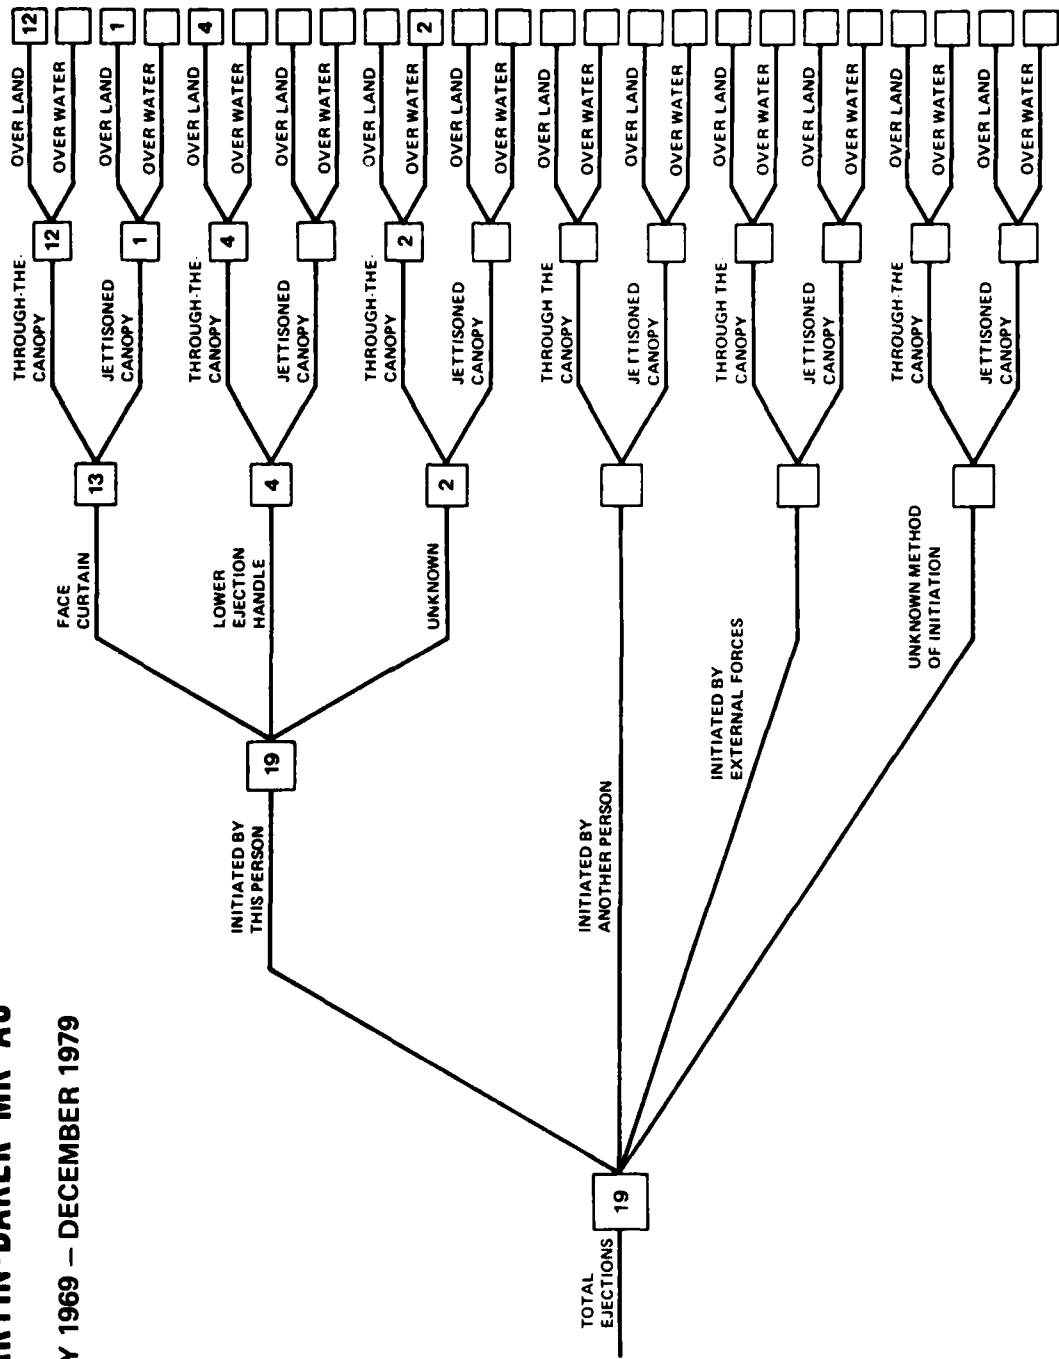 BAKER MK
1969 – DECEMBER 1979
TOTAL
EJECTIONS
19
INITIATED BY
THIS PERSON
19
INITIATED BY
ANOTHER PERSON
INITIATED BY
EXTERNAL FORCES
UNKNOWN METHOD
OF INITIATION
FACE
CURTAIN
13
LOWER
EJECTION
HANDLE
4
UNKNOWN
2
THROUGH-THE-
CANOPY
12
OVER LAND
12
OVER WATER
JETTISONED
CANOPY
1
OVER LAND
1
OVER WATER
THROUGH-THE-
CANOPY
4
OVER LAND
4
OVER WATER
JETTISONED
CANOPY
OVER LAND
OVER WATER
THROUGH-THE-
CANOPY
2
OVER LAND
OVER WATER
2
JETTISONED
CANOPY
OVER LAND
OVER WATER
THROUGH THE
CANOPY
OVER LAND
OVER WATER
JETTISONED
CANOPY
OVER LAND
OVER WATER
THROUGH THE
CANOPY
OVER LAND
OVER WATER
JETTISONED
CANOPY
OVER LAND
OVER WATER
THROUGH-THE
CANOPY
OVER LAND
OVER WATER
JETTISONED
CANOPY
OVER LAND
OVER WATER